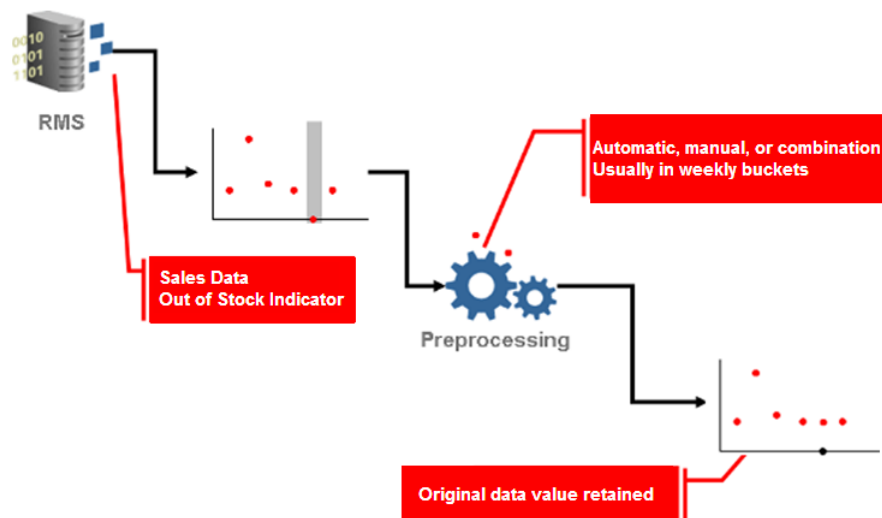 0010
0101
1101
RMS
Automatic, manual, or combination
Usually in weekly buckets
Sales Data
Out of Stock Indicator
Preprocessing
Original data value retained